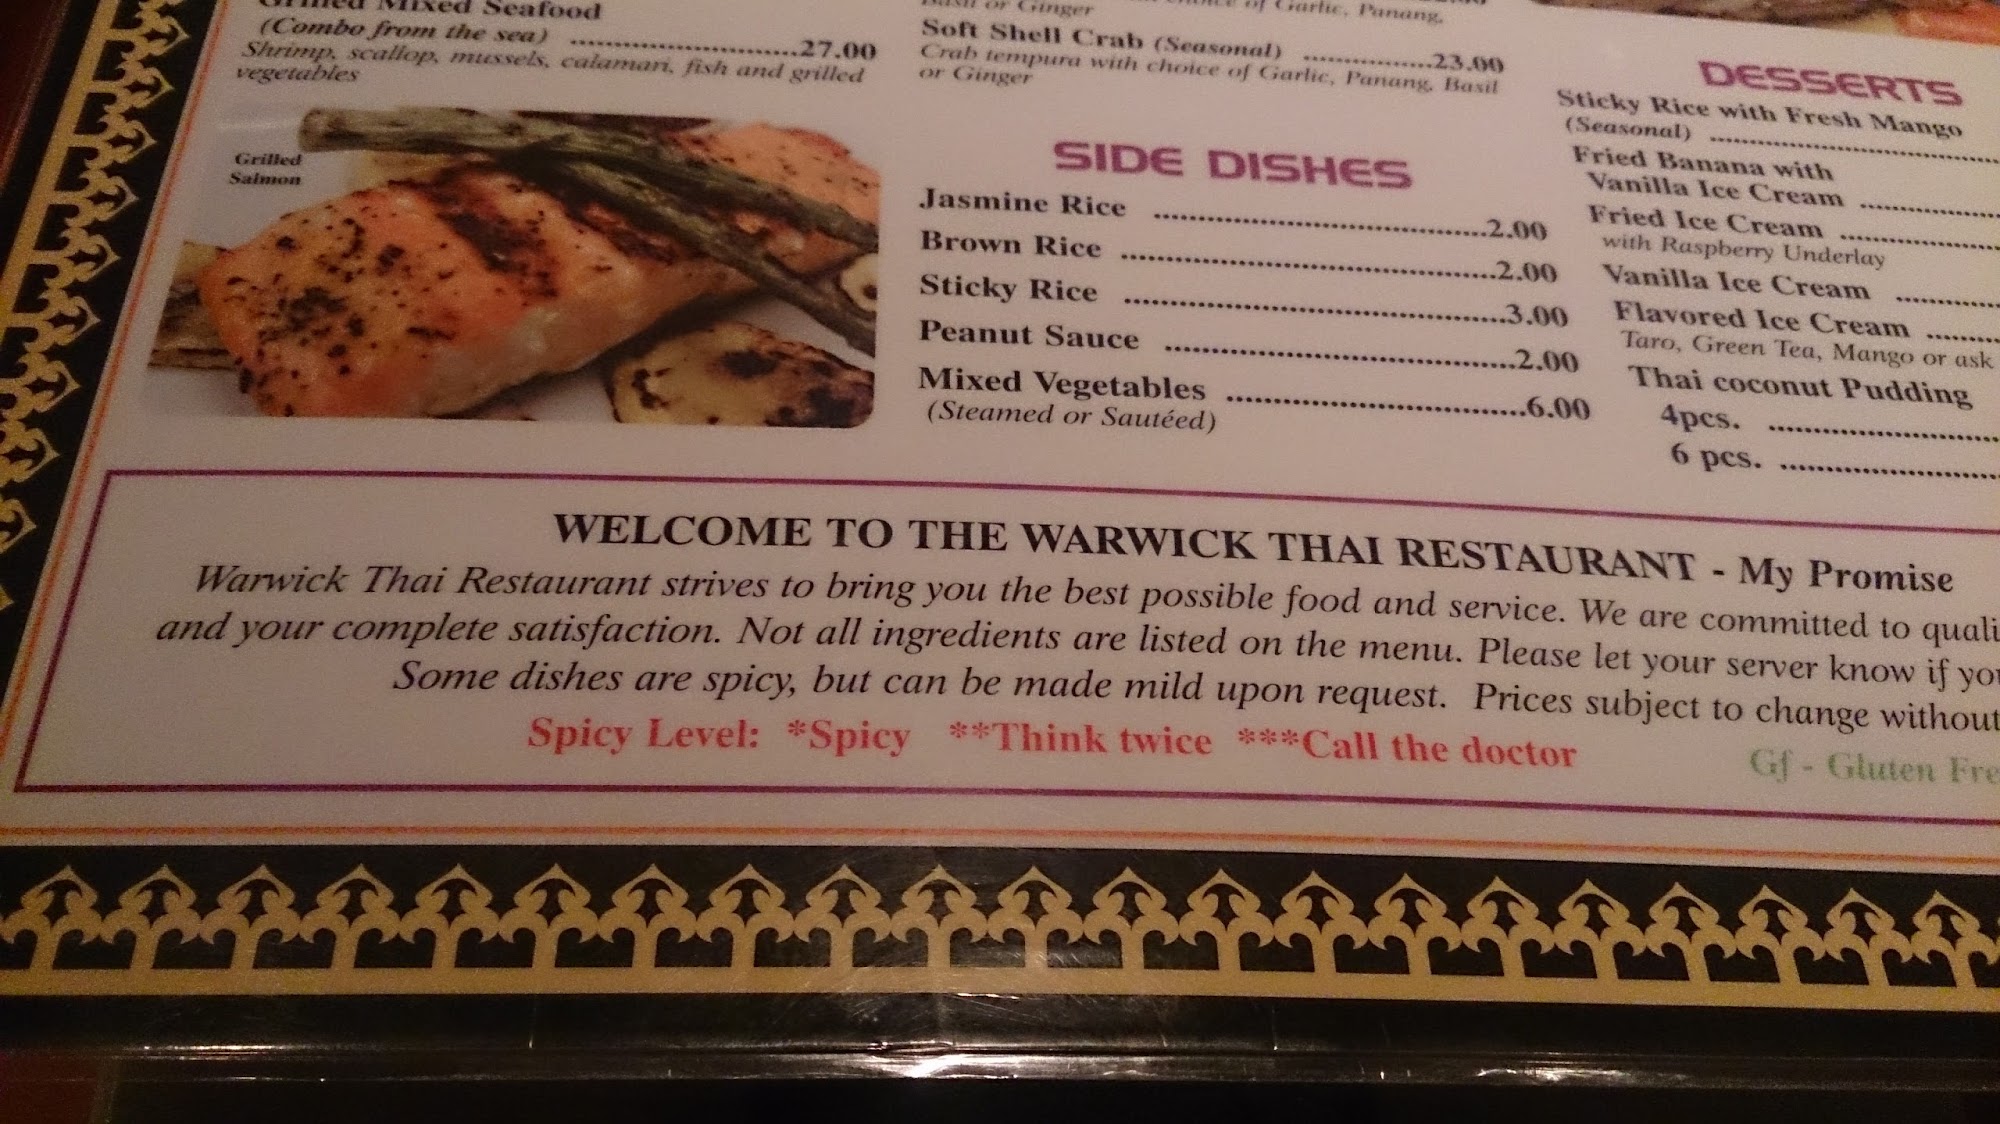 Grilled Mixed Seafood
(Combo from the sea) ............................27.00
Shrimp, scallop, mussels, calamari, fish and grilled
vegetables
Grilled
Salmon
choice of Garlic, Panang,
Basil or Ginger
Soft Shell Crab (Seasonal) ................23.00
Crab tempura with choice of Garlic, Panang, Basil
or Ginger
SIDE DISHES
Jasmine Rice ........................................2.00
Brown Rice .............................................2.00
Sticky Rice .............................................3.00
Peanut Sauce .........................................2.00
Mixed Vegetables ...................................6.00
(Steamed or Sautéed)
DESSERTS
Sticky Rice with Fresh Mango
(Seasonal) ................................
Fried Banana with
Vanilla Ice Cream ................
Fried Ice Cream ..................
with Raspberry Underlay
Vanilla Ice Cream ............
Flavored Ice Cream .........
Taro, Green Tea, Mango or ask
Thai coconut Pudding
4pcs. ..........................
6 pcs. .........................
WELCOME TO THE WARWICK THAI RESTAURANT - My Promise
Warwick Thai Restaurant strives to bring you the best possible food and service. We are committed to quali
and your complete satisfaction. Not all ingredients are listed on the menu. Please let your server know if you
Some dishes are spicy, but can be made mild upon request. Prices subject to change without
Spicy Level: *Spicy **Think twice ***Call the doctor
Gf - Gluten Fre